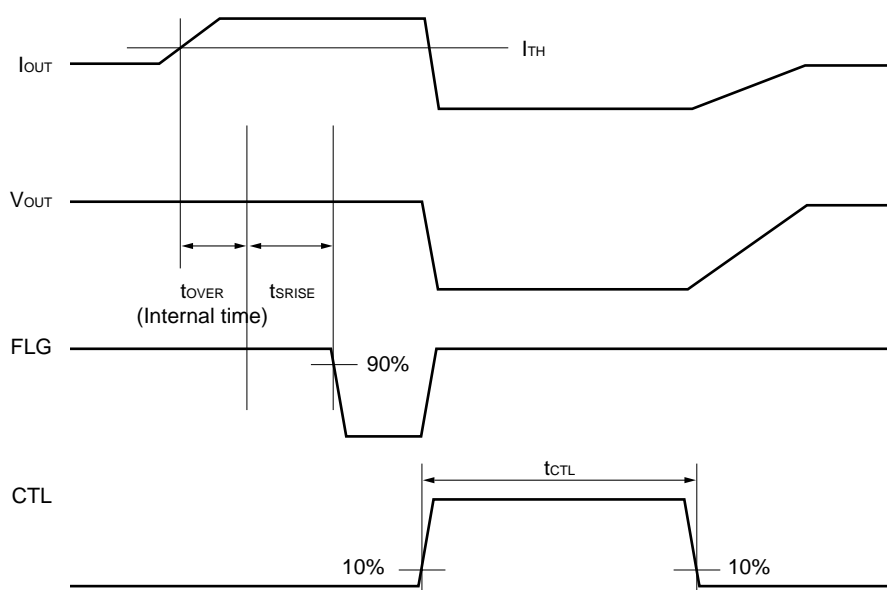 ITH
IOUT
VOUT
tOVER
(Internal time)
tSRISE
FLG
90%
tCTL
CTL
10%
10%